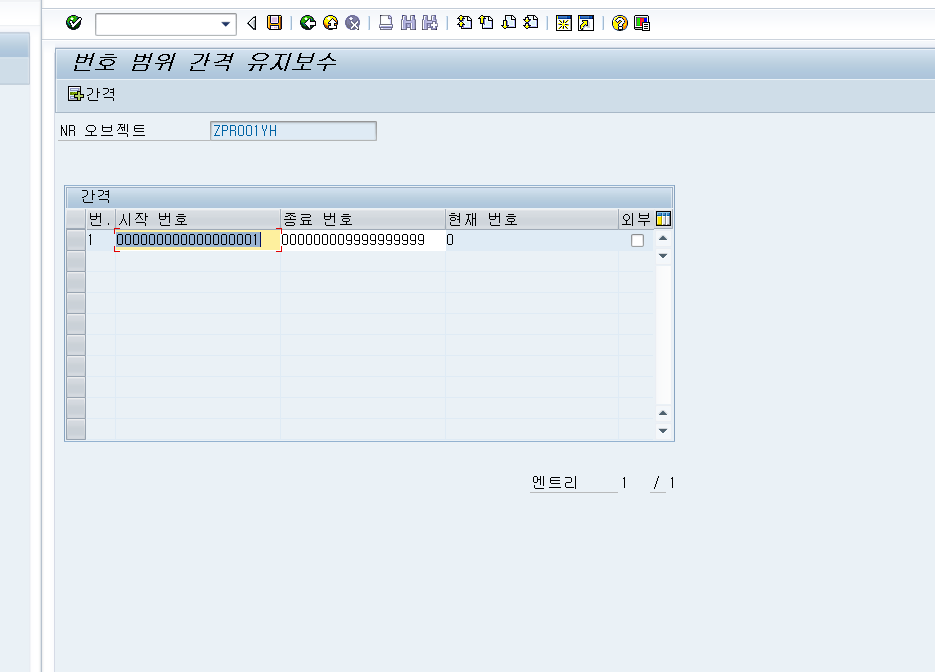 번호 범위 간격 유지보수
간격
NR 오브젝트 ZPR001YH
간격
번. 시작 번호 종료 번호 현재 번호 외부
1 000000000000000001 000000009999999999 0
엔트리 1 / 1